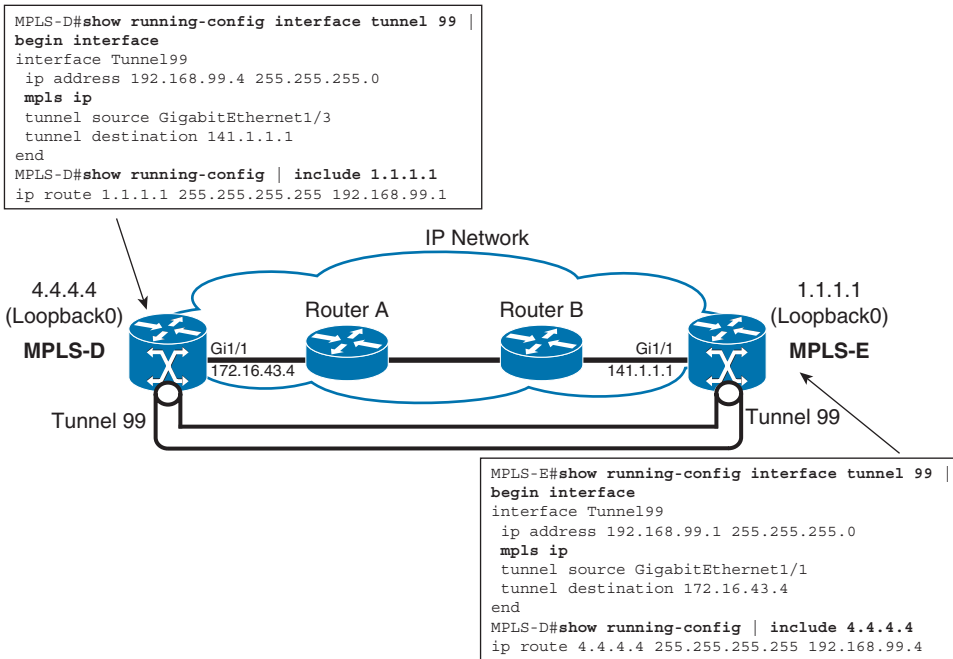 MPLS-D#show running-config interface tunnel 99 |
begin interface
interface Tunnel99
 ip address 192.168.99.4 255.255.255.0
 mpls ip
 tunnel source GigabitEthernet1/3
 tunnel destination 141.1.1.1
end
MPLS-D#show running-config | include 1.1.1.1
ip route 1.1.1.1 255.255.255.255 192.168.99.1
IP Network
4.4.4.4
(Loopback0)
MPLS-D
Router A
Router B
1.1.1.1
(Loopback0)
MPLS-E
Gi1/1
172.16.43.4
Gi1/1
141.1.1.1
Tunnel 99
Tunnel 99
MPLS-E#show running-config interface tunnel 99 |
begin interface
interface Tunnel99
 ip address 192.168.99.1 255.255.255.0
 mpls ip
 tunnel source GigabitEthernet1/1
 tunnel destination 172.16.43.4
end
MPLS-D#show running-config | include 4.4.4.4
ip route 4.4.4.4 255.255.255.255 192.168.99.4